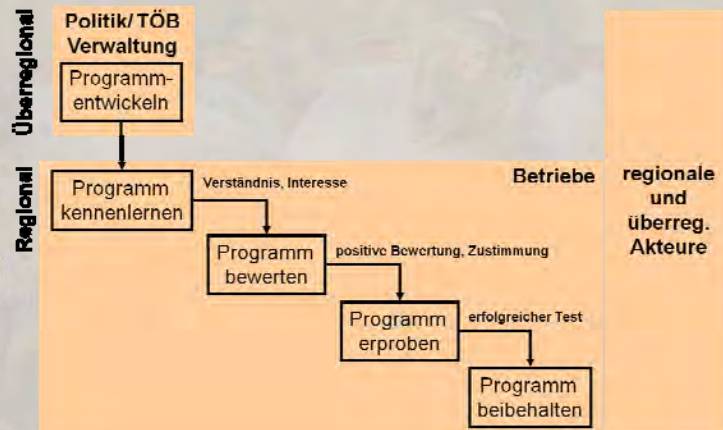 Überregional
Politik/ TÖB
Verwaltung
Programm-
entwickeln
Regional
Programm
kennenlernen
Verständnis, Interesse
Betriebe
regionale
und
überreg.
Akteure
Programm
bewerten
positive Bewertung, Zustimmung
Programm
erproben
erfolgreicher Test
Programm
beibehalten